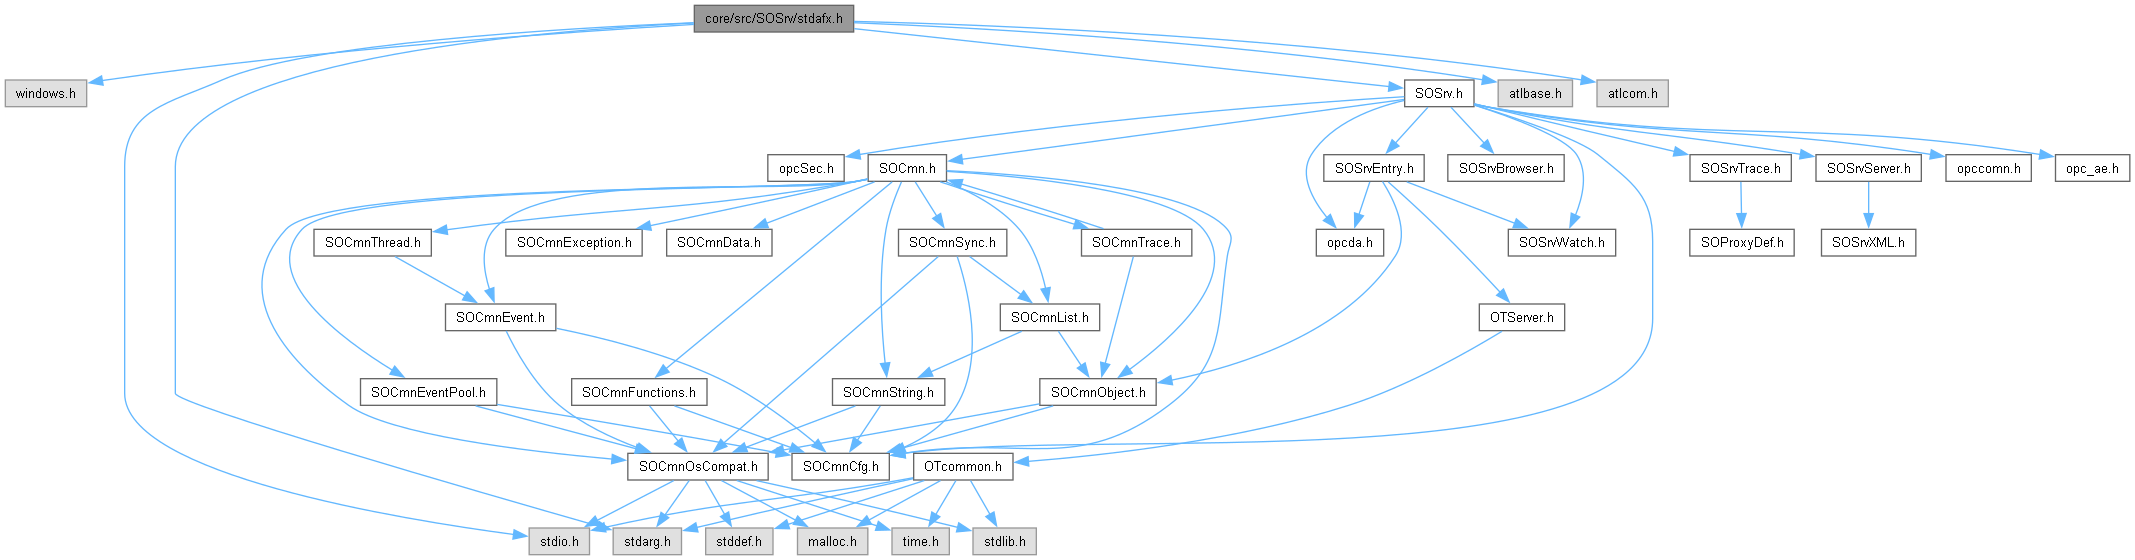 core/src/SOSrv/stdafx.h
windows.h
SOSrv.h
atlbase.h
atlcom.h
opcSec.h
SOCmn.h
SOSrvEntry.h
SOSrvBrowser.h
SOSrvTrace.h
SOSrvServer.h
opccomn.h
opc_ae.h
SOCmnThread.h
SOCmnException.h
SOCmnData.h
SOCmnSync.h
SOCmnTrace.h
opcda.h
SOSrvWatch.h
SOProxyDef.h
SOSrvXML.h
SOCmnEvent.h
SOCmnList.h
OTServer.h
SOCmnEventPool.h
SOCmnFunctions.h
SOCmnString.h
SOCmnObject.h
SOCmnOsCompat.h
SOCmnCfg.h
OTcommon.h
stdio.h
stdarg.h
stddef.h
malloc.h
time.h
stdlib.h